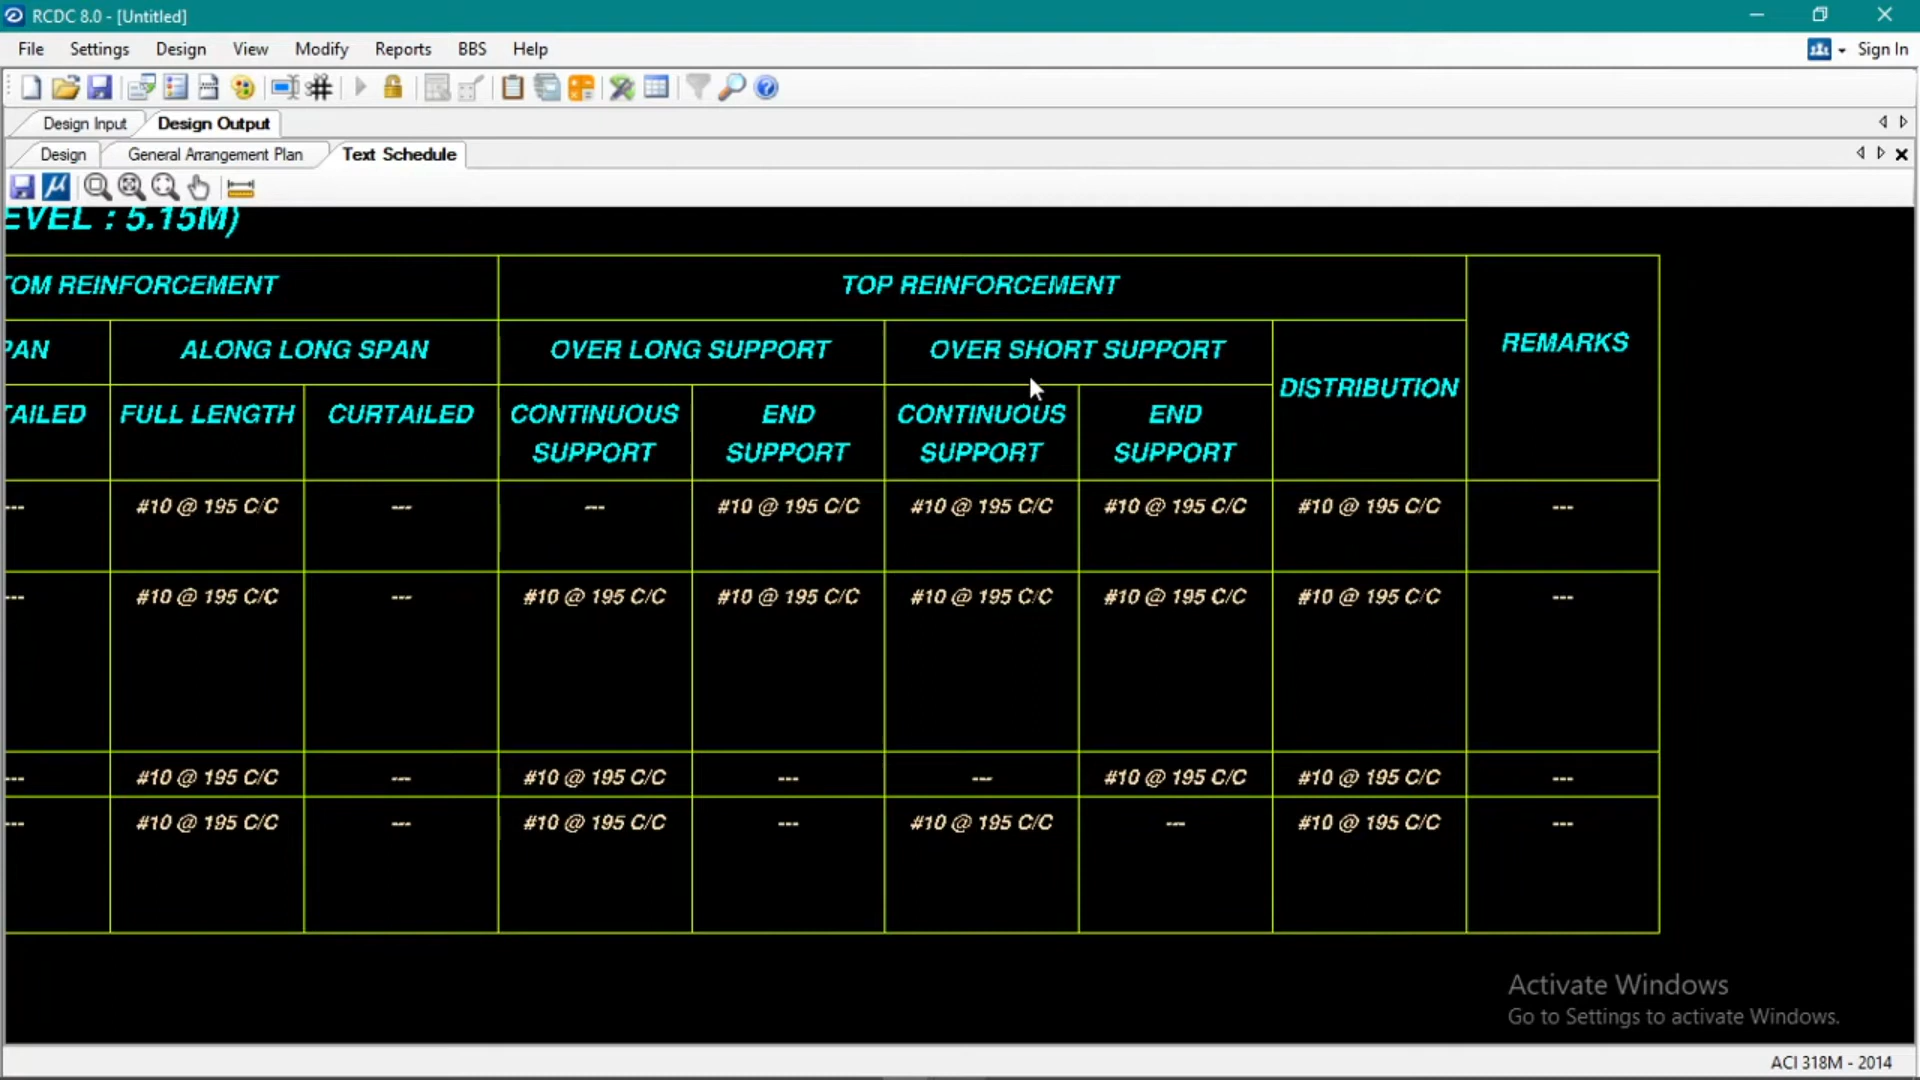 RCDC 8.0 - [Untitled]
File Settings Design View Modify Reports BBS Help
Sign In
Design Input Design Output
Design General Arrangement Plan Text Schedule
EVEL : 5.15M)
TOM REINFORCEMENT TOP REINFORCEMENT REMARKS
PAN ALONG LONG SPAN OVER LONG SUPPORT OVER SHORT SUPPORT DISTRIBUTION
TAILED FULL LENGTH CURTAILED CONTINUOUS SUPPORT END SUPPORT CONTINUOUS SUPPORT END SUPPORT
--- #10 @ 195 C/C --- --- #10 @ 195 C/C #10 @ 195 C/C #10 @ 195 C/C #10 @ 195 C/C ---
--- #10 @ 195 C/C --- #10 @ 195 C/C #10 @ 195 C/C #10 @ 195 C/C #10 @ 195 C/C #10 @ 195 C/C ---
--- #10 @ 195 C/C --- #10 @ 195 C/C --- --- #10 @ 195 C/C #10 @ 195 C/C ---
--- #10 @ 195 C/C --- #10 @ 195 C/C --- #10 @ 195 C/C --- #10 @ 195 C/C ---
Activate Windows
Go to Settings to activate Windows.
ACI 318M - 2014